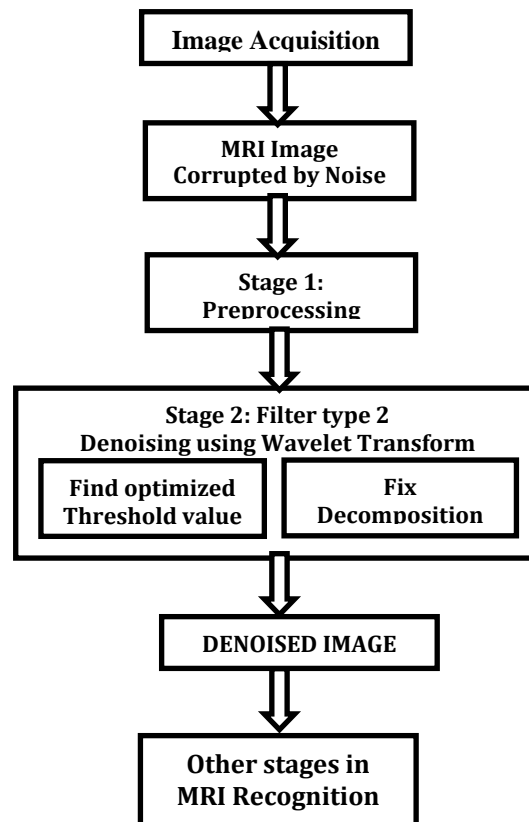 Image Acquisition
MRI Image
Corrupted by Noise
Stage 1:
Preprocessing
Stage 2: Filter type 2
Denoising using Wavelet Transform
Find optimized
Threshold value
Fix
Decomposition
DENOISED IMAGE
Other stages in
MRI Recognition